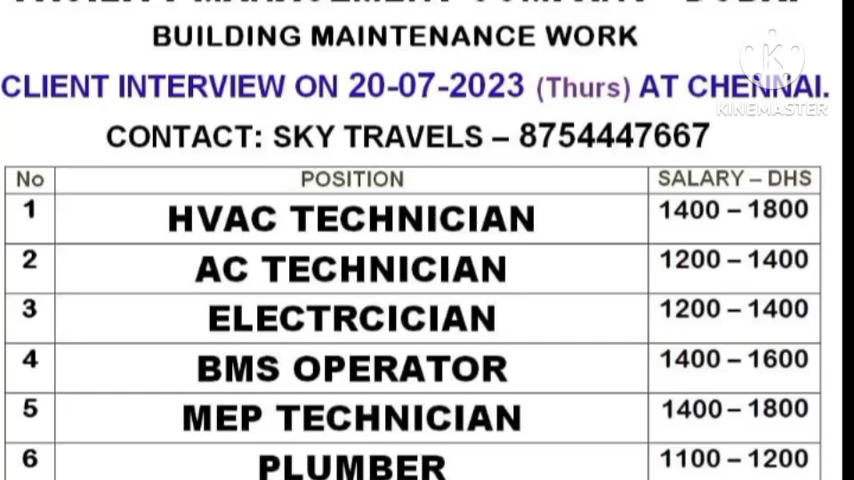 BUILDING MAINTENANCE WORK
CLIENT INTERVIEW ON 20-07-2023 (Thurs) AT CHENNAI.
KINEMASTER
CONTACT: SKY TRAVELS – 8754447667
No POSITION SALARY – DHS
1 HVAC TECHNICIAN 1400 – 1800
2 AC TECHNICIAN 1200 – 1400
3 ELECTRCICIAN 1200 – 1400
4 BMS OPERATOR 1400 – 1600
5 MEP TECHNICIAN 1400 – 1800
6 PLUMBER 1100 – 1200